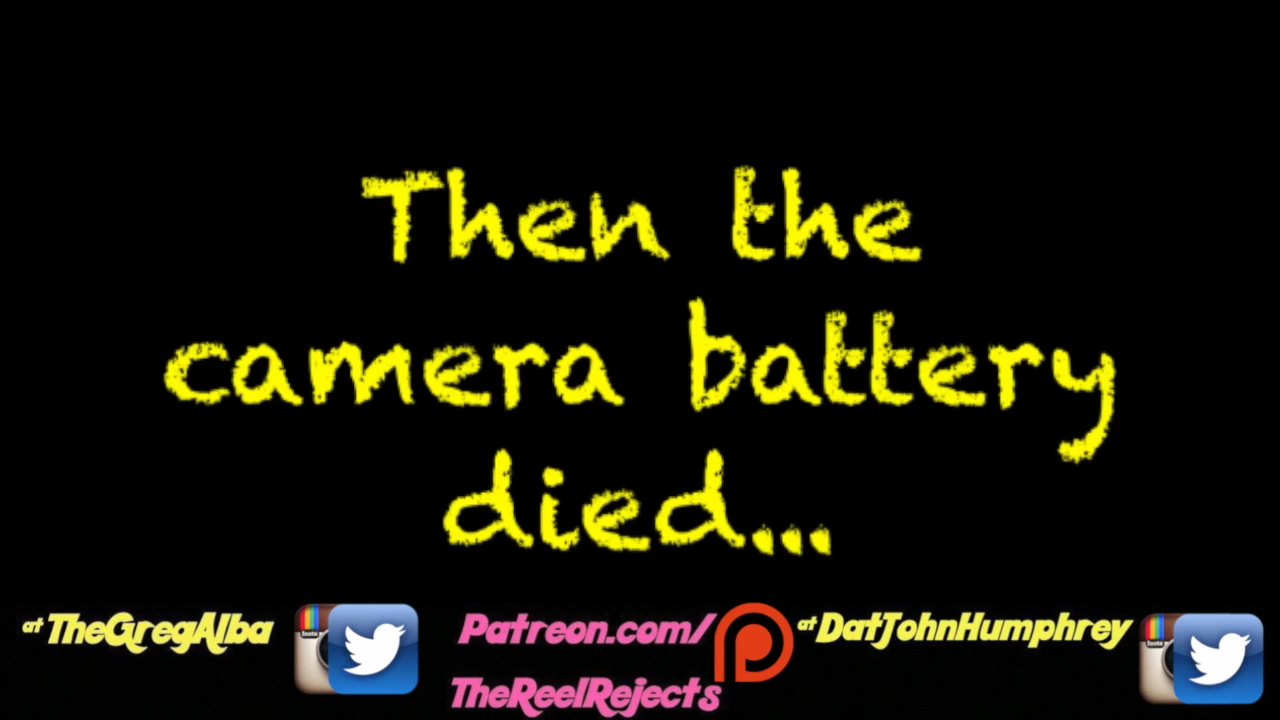 Then the
camera battery
died...
at TheGregAlba
Patreon.com/
TheReelRejects
at DatJohnHumphrey